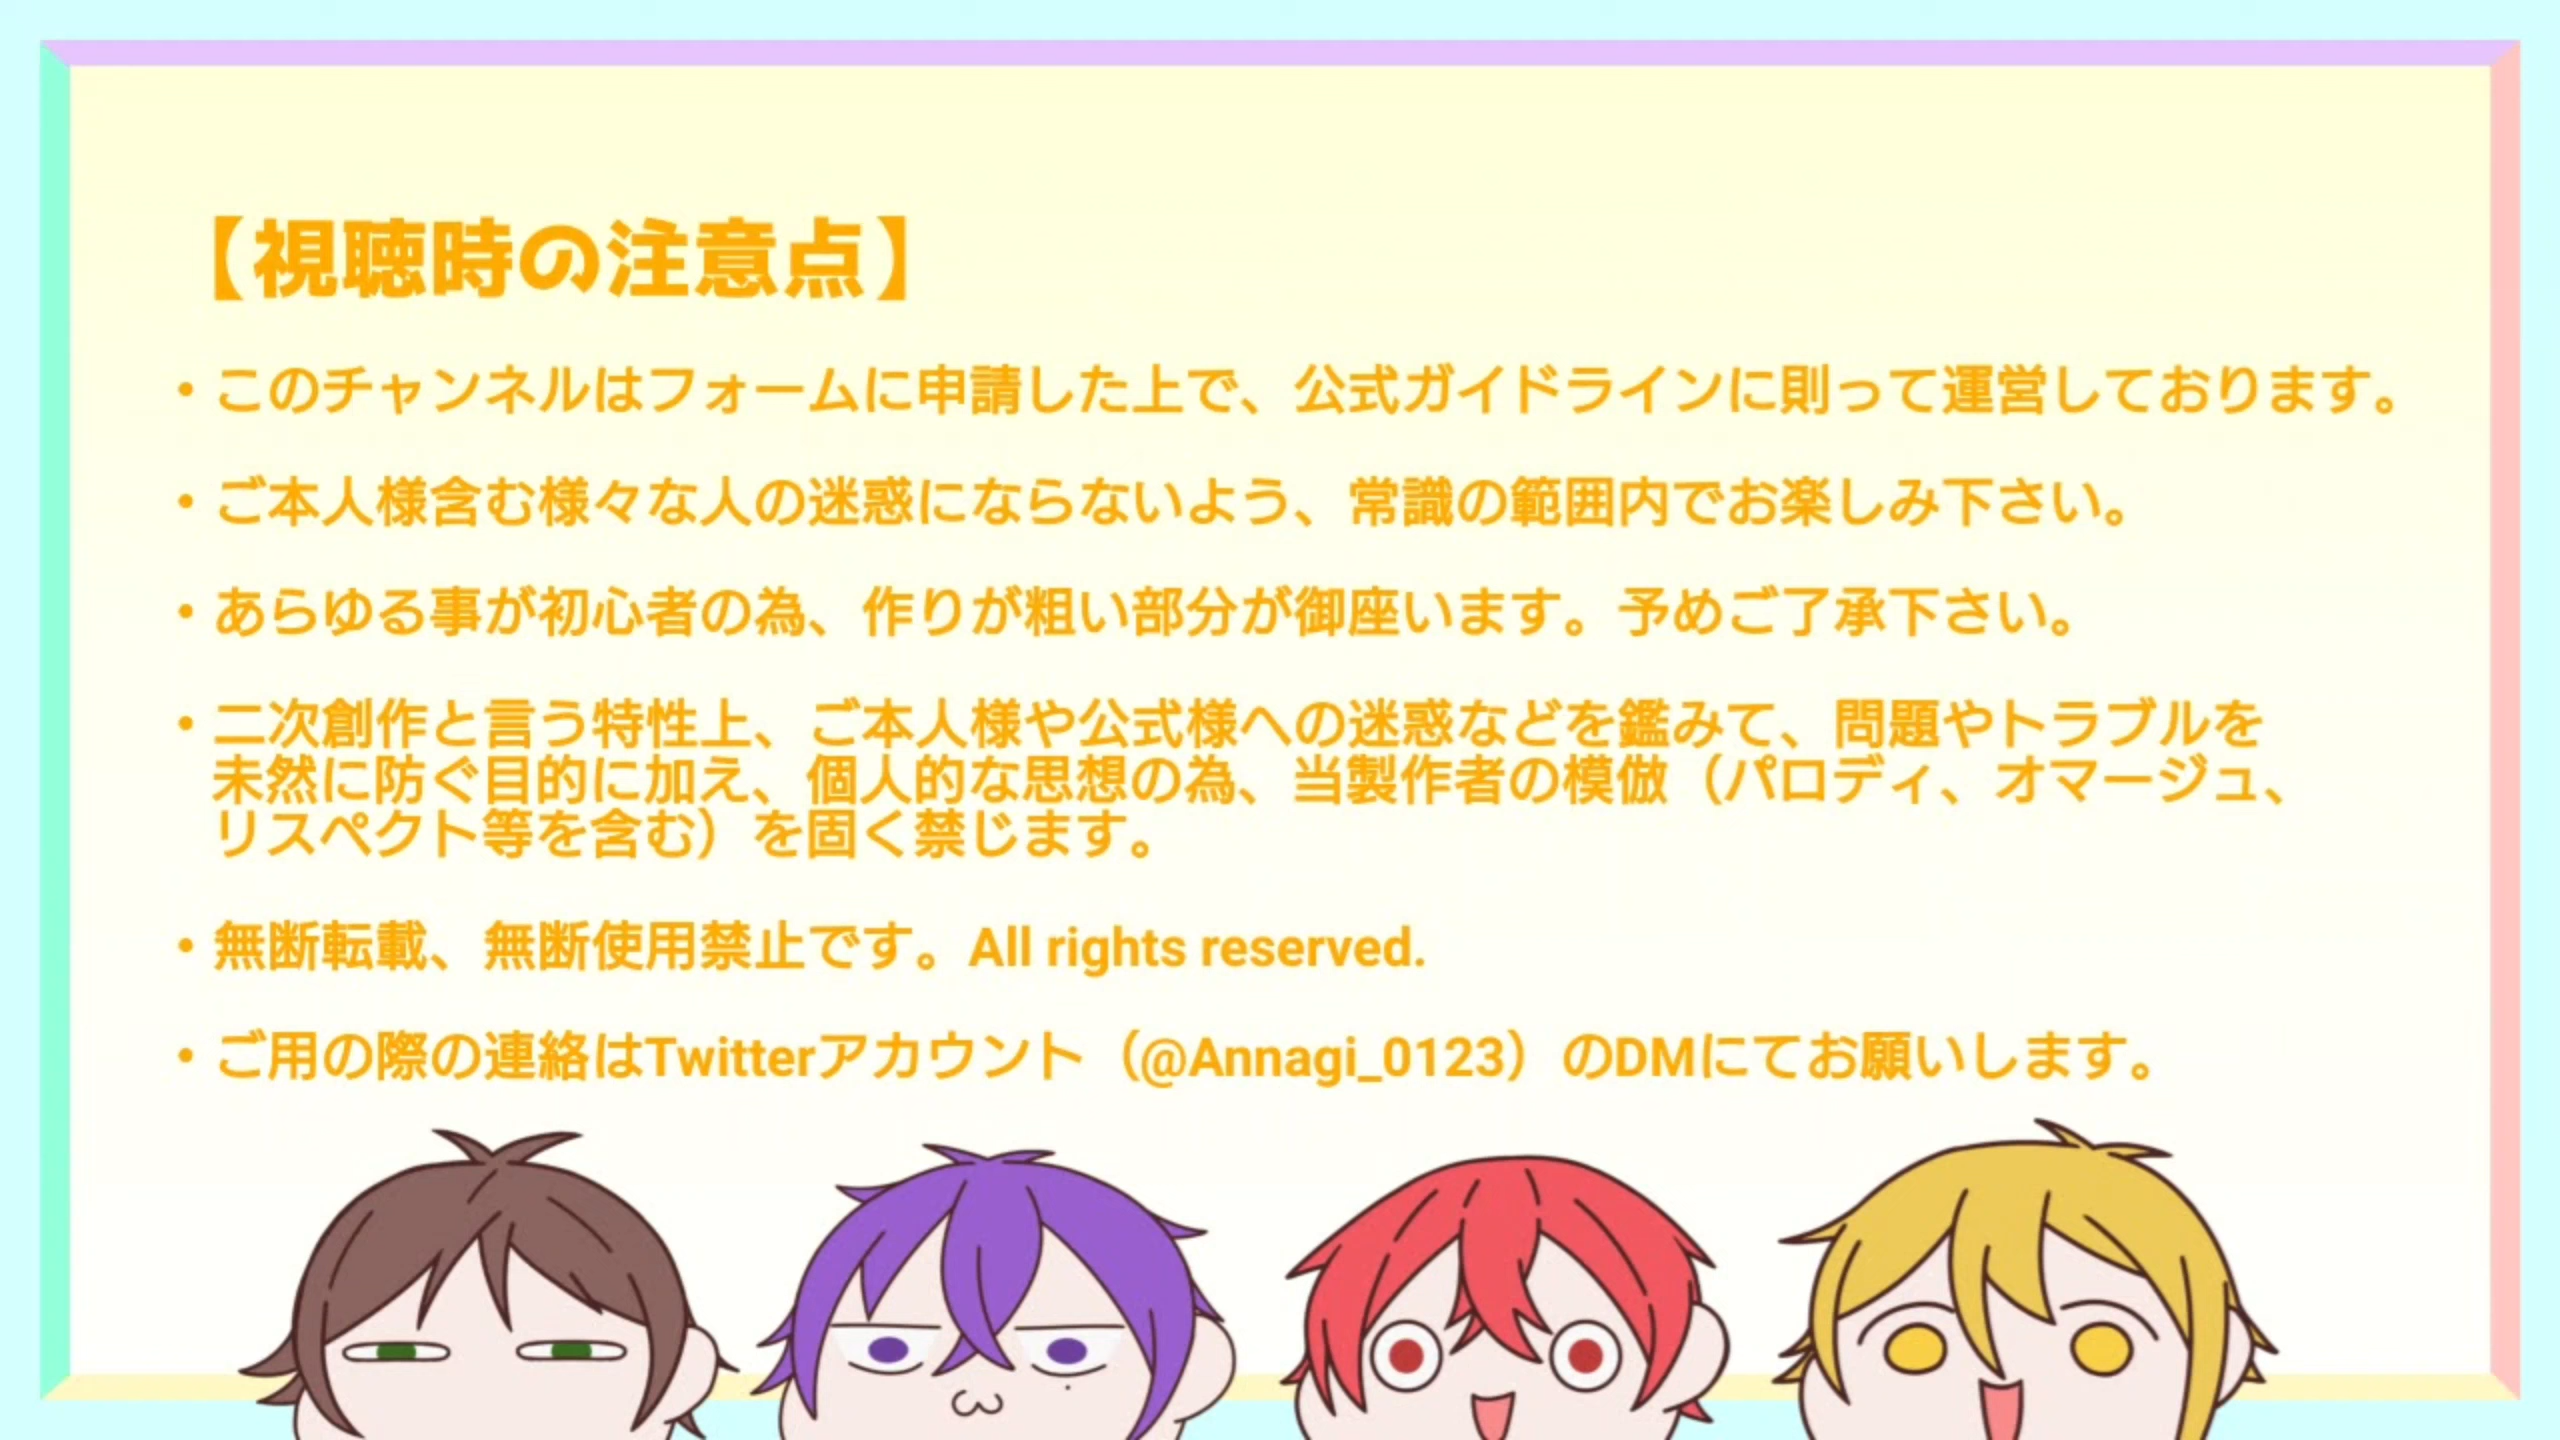 【視聴時の注意点】
・このチャンネルはフォームに申請した上で、公式ガイドラインに則って運営しております。
・ご本人様含む様々な人の迷惑にならないよう、常識の範囲内でお楽しみ下さい。
・あらゆる事が初心者の為、作りが粗い部分が御座います。予めご了承下さい。
・二次創作と言う特性上、ご本人様や公式様への迷惑などを鑑みて、問題やトラブルを
未然に防ぐ目的に加え、個人的な思想の為、当製作者の模倣（パロディ、オマージュ、
リスペクト等を含む）を固く禁じます。
・無断転載、無断使用禁止です。All rights reserved.
・ご用の際の連絡はTwitterアカウント（@Annagi_0123）のDMにてお願いします。